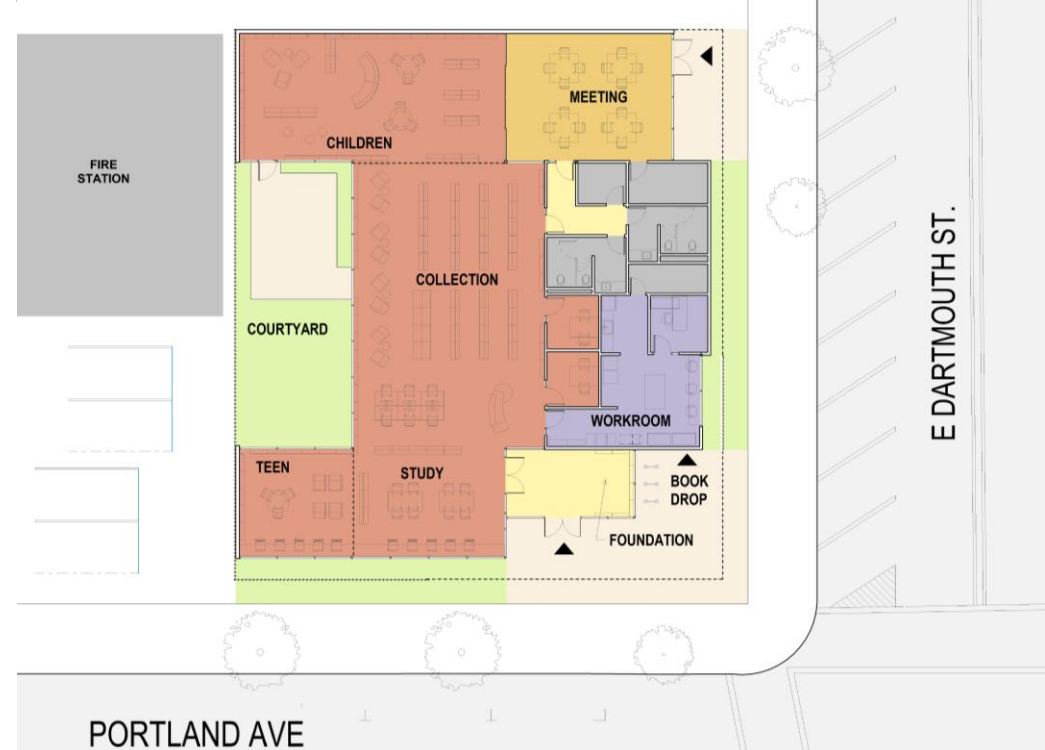 MEETING
CHILDREN
FIRE
STATION
COLLECTION
COURTYARD
E DARTMOUTH ST.
WORKROOM
TEEN
STUDY
BOOK
DROP
FOUNDATION
PORTLAND AVE